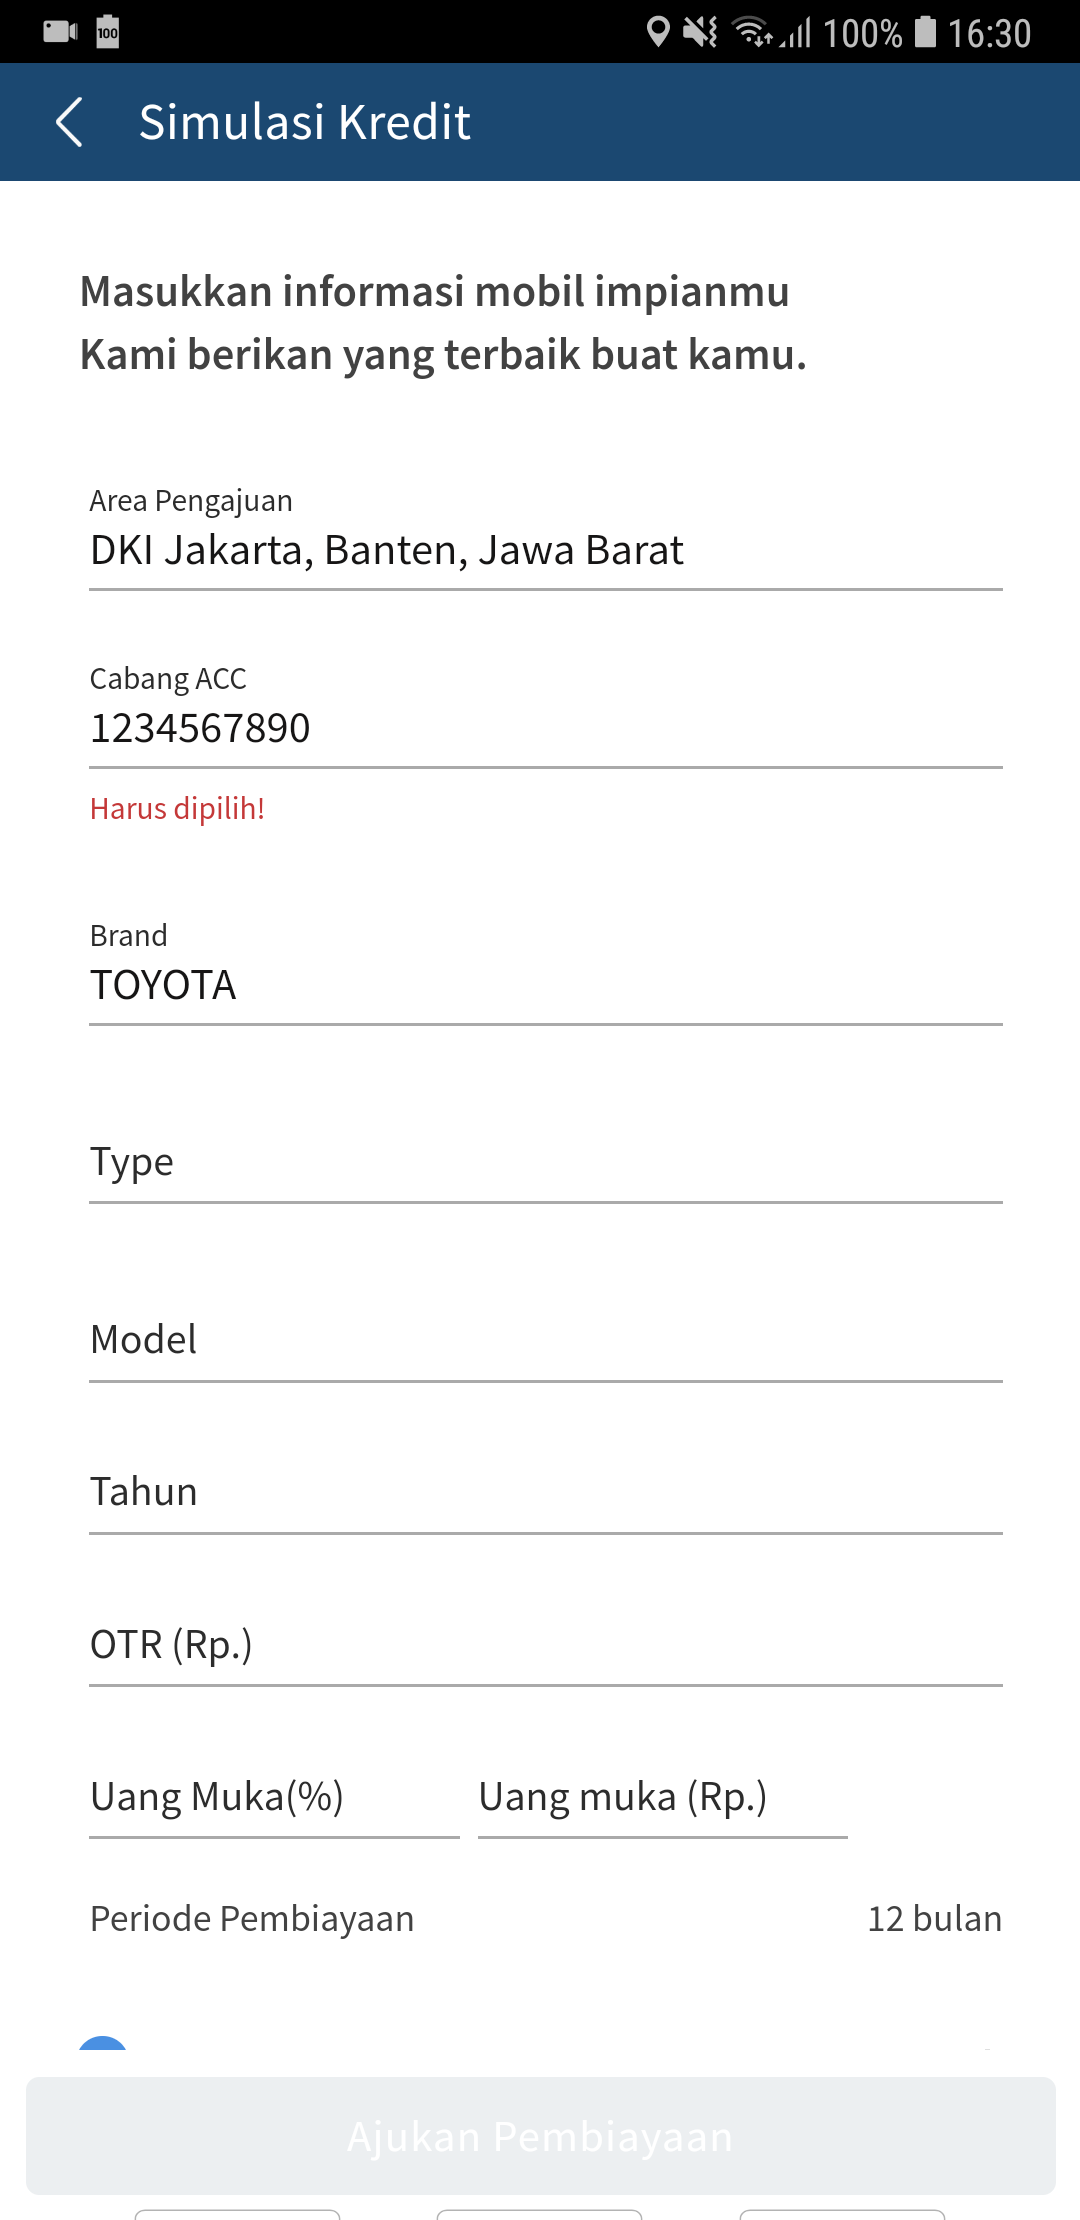 100
100% 16:30
Simulasi Kredit
Masukkan informasi mobil impianmu
Kami berikan yang terbaik buat kamu.
Area Pengajuan
DKI Jakarta, Banten, Jawa Barat
Cabang ACC
1234567890
Harus dipilih!
Brand
TOYOTA
Type
Model
Tahun
OTR (Rp.)
Uang Muka(%) Uang muka (Rp.)
Periode Pembiayaan 12 bulan
Ajukan Pembiayaan